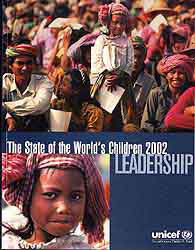 The State of the World's Children 2002
LEADERSHIP
unicef